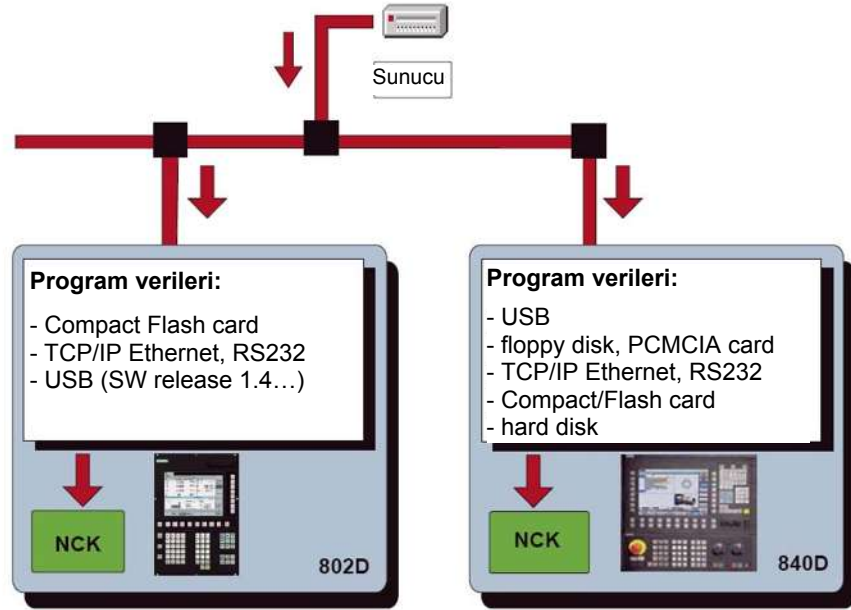 Sunucu
Program verileri:
- Compact Flash card
- TCP/IP Ethernet, RS232
- USB (SW release 1.4…)
NCK
802D
Program verileri:
- USB
- floppy disk, PCMCIA card
- TCP/IP Ethernet, RS232
- Compact/Flash card
- hard disk
NCK
840D